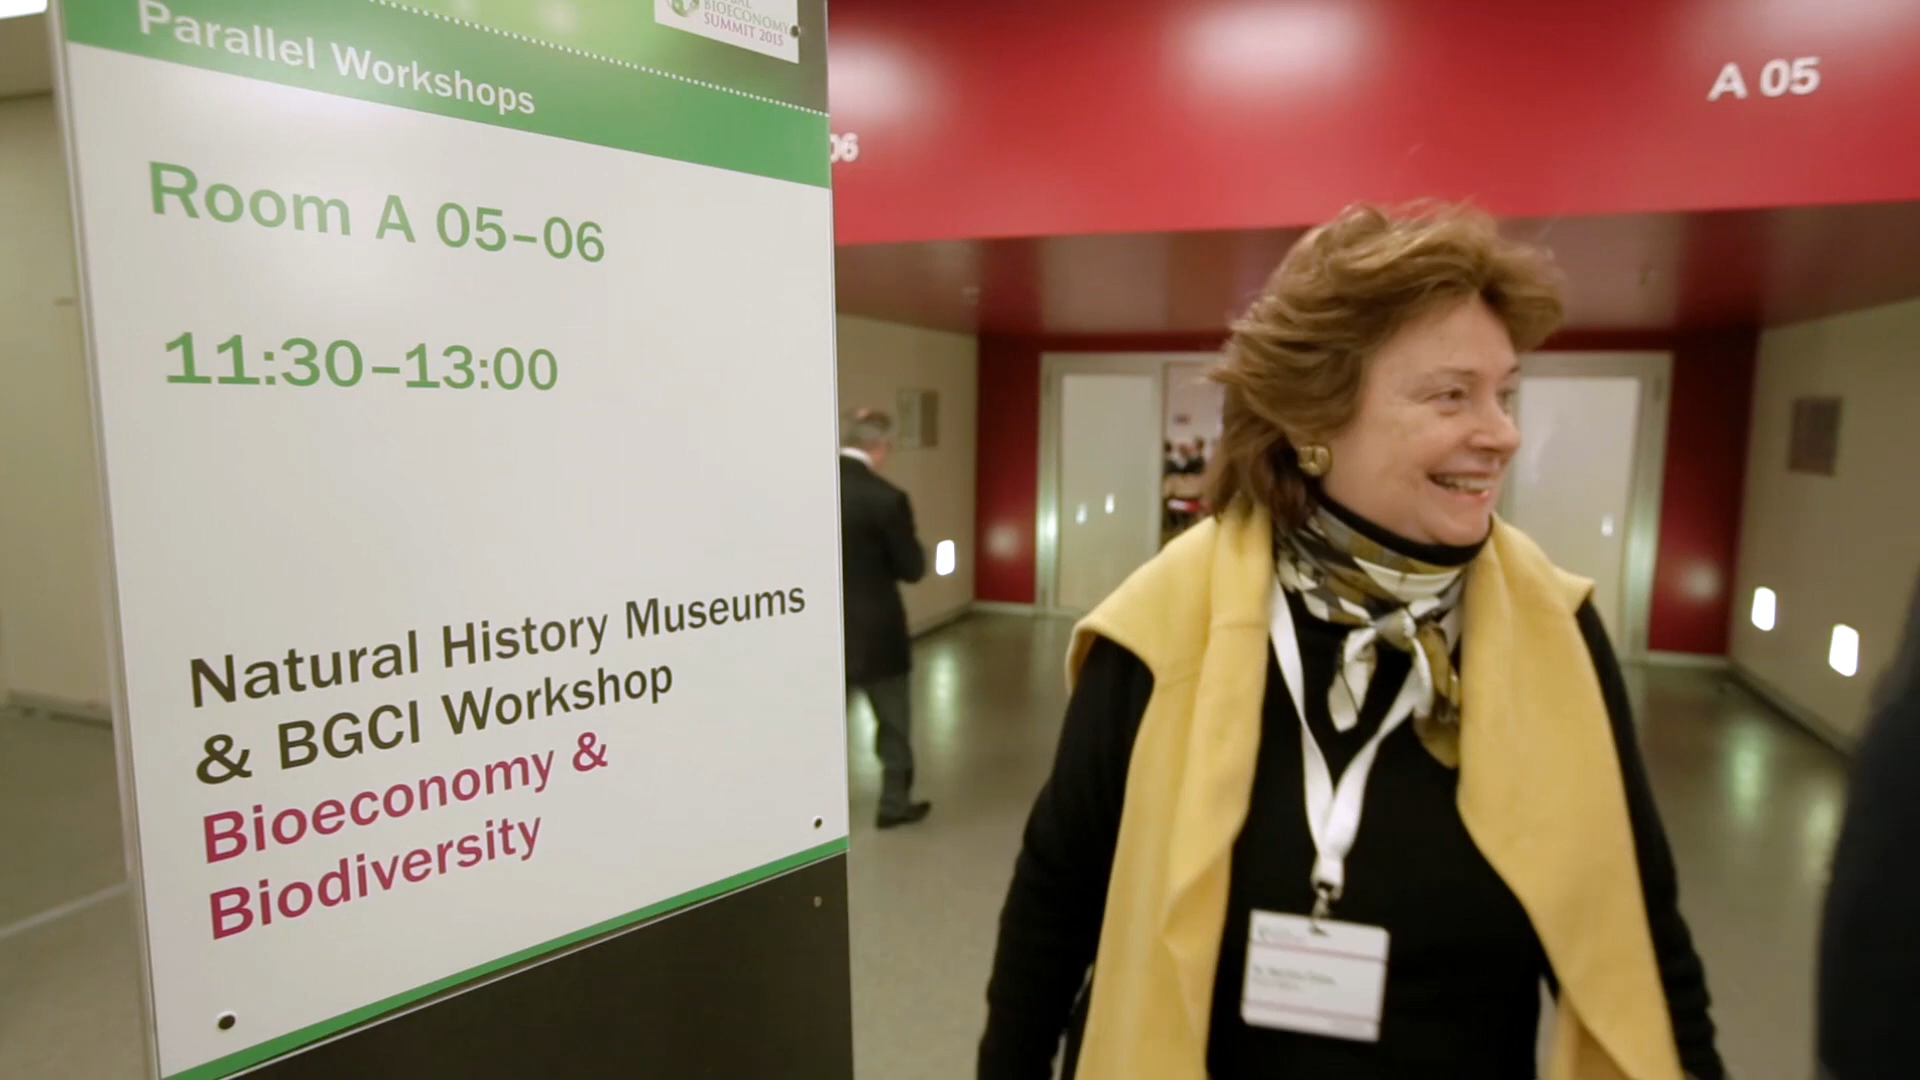 BIOECONOMY
SUMMIT 2015
Parallel Workshops
Room A 05–06
11:30–13:00
Natural History Museums
& BGCI Workshop
Bioeconomy &
Biodiversity
06
A 05